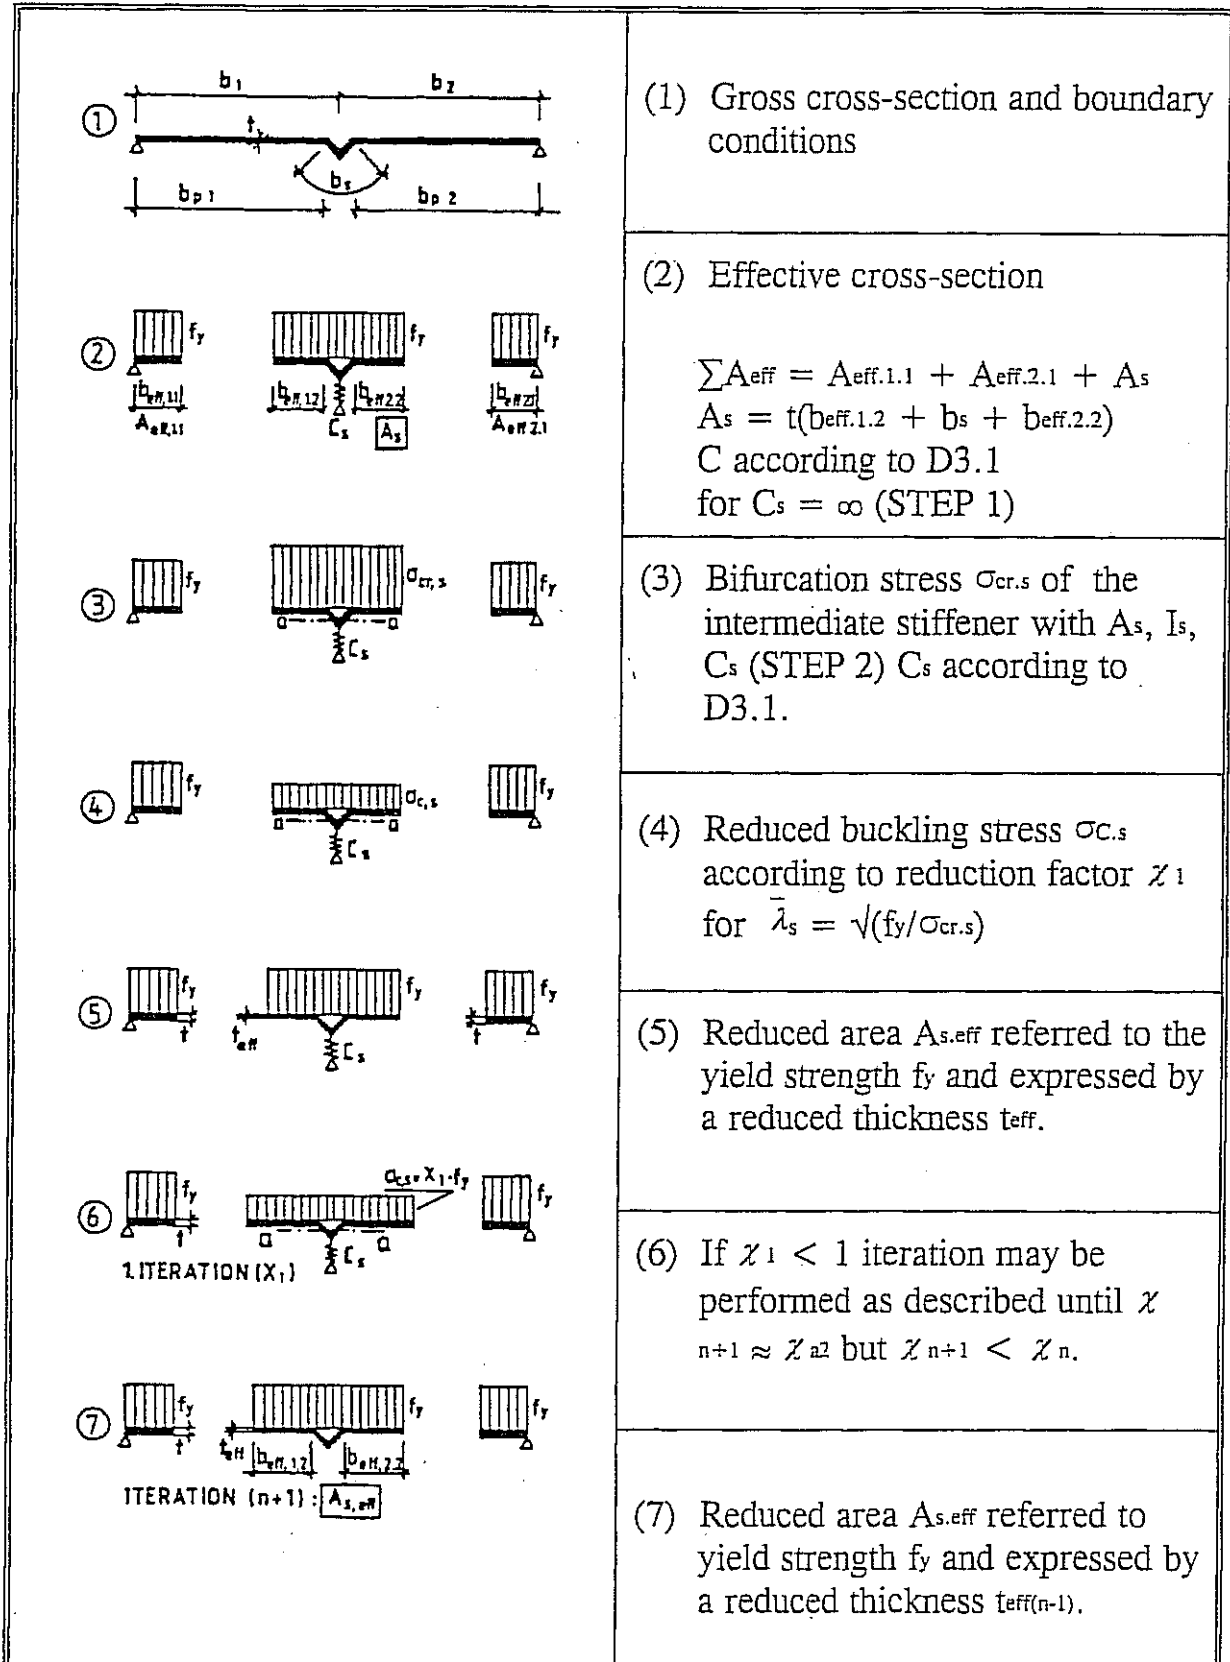 b1 b2
① t
bs
bp1 bp2
(1) Gross cross-section and boundary
conditions
② fy fy fy
beff,1.1 beff,1.2 beff,2.2 beff,2.1
Aeff,1.1 Cs As Aeff,2.1
(2) Effective cross-section
∑Aeff = Aeff.1.1 + Aeff.2.1 + As
As = t(beff.1.2 + bs + beff.2.2)
C according to D3.1
for Cs = ∞ (STEP 1)
③ fy σcr,s fy
a a
Cs
(3) Bifurcation stress σcr.s of the
intermediate stiffener with As, Is,
Cs (STEP 2) Cs according to
D3.1.
④ fy σc,s fy
a a
Cs
(4) Reduced buckling stress σC.s
according to reduction factor χ1
for λ̄s = √(fy/σcr.s)
⑤ fy fy fy
t teff Cs t
(5) Reduced area As.eff referred to the
yield strength fy and expressed by
a reduced thickness teff.
σc,s=χ1·fy
⑥ fy fy
t a a
Cs
1.ITERATION (X1)
(6) If χ1 < 1 iteration may be
performed as described until χ
n+1 ≈ χa2 but χn+1 < χn.
⑦ fy fy fy
t teff beff,1.2 beff,2.2
ITERATION (n+1) : As,eff
(7) Reduced area As.eff referred to
yield strength fy and expressed by
a reduced thickness teff(n-1).